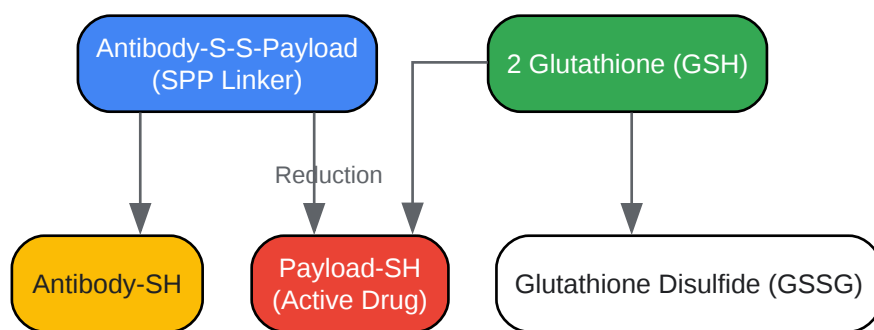 Antibody-S-S-Payload
(SPP Linker)
2 Glutathione (GSH)
Reduction
Antibody-SH
Payload-SH
(Active Drug)
Glutathione Disulfide (GSSG)